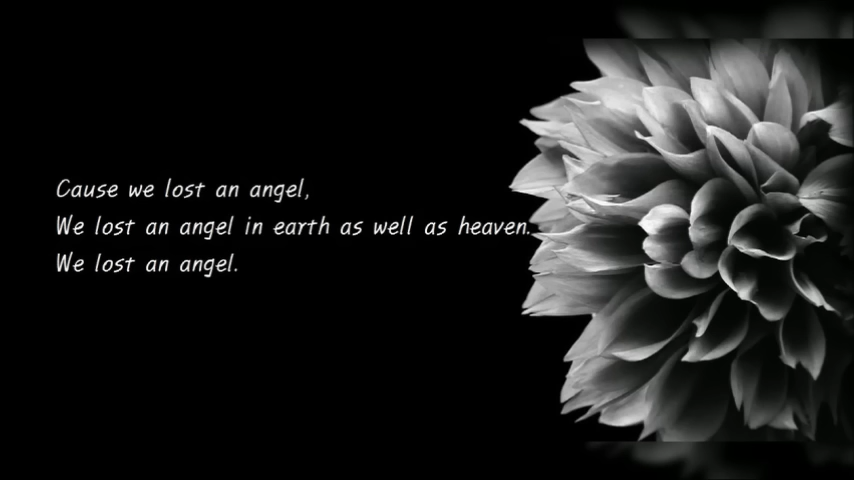 Cause we lost an angel,
We lost an angel in earth as well as heaven.
We lost an angel.